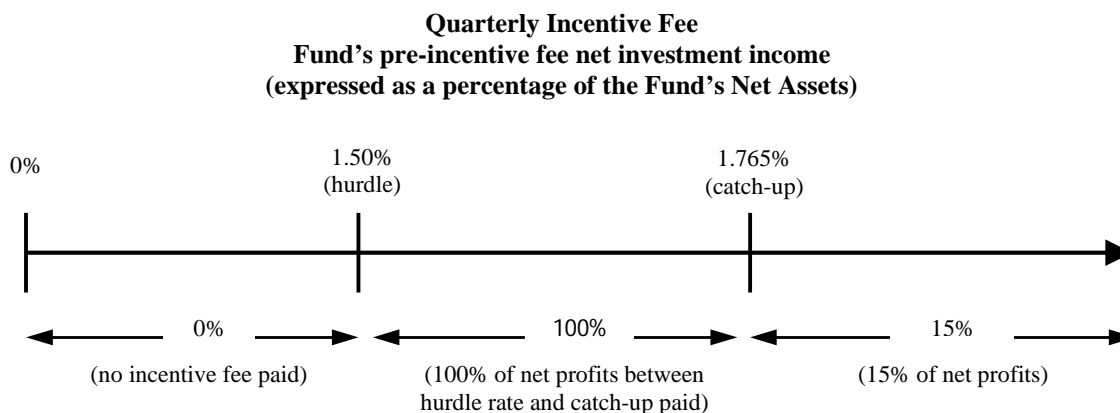 Quarterly Incentive Fee
Fund’s pre-incentive fee net investment income
(expressed as a percentage of the Fund’s Net Assets)
0%
1.50%
(hurdle)
1.765%
(catch-up)
0%
100%
15%
(no incentive fee paid)
(100% of net profits between
hurdle rate and catch-up paid)
(15% of net profits)